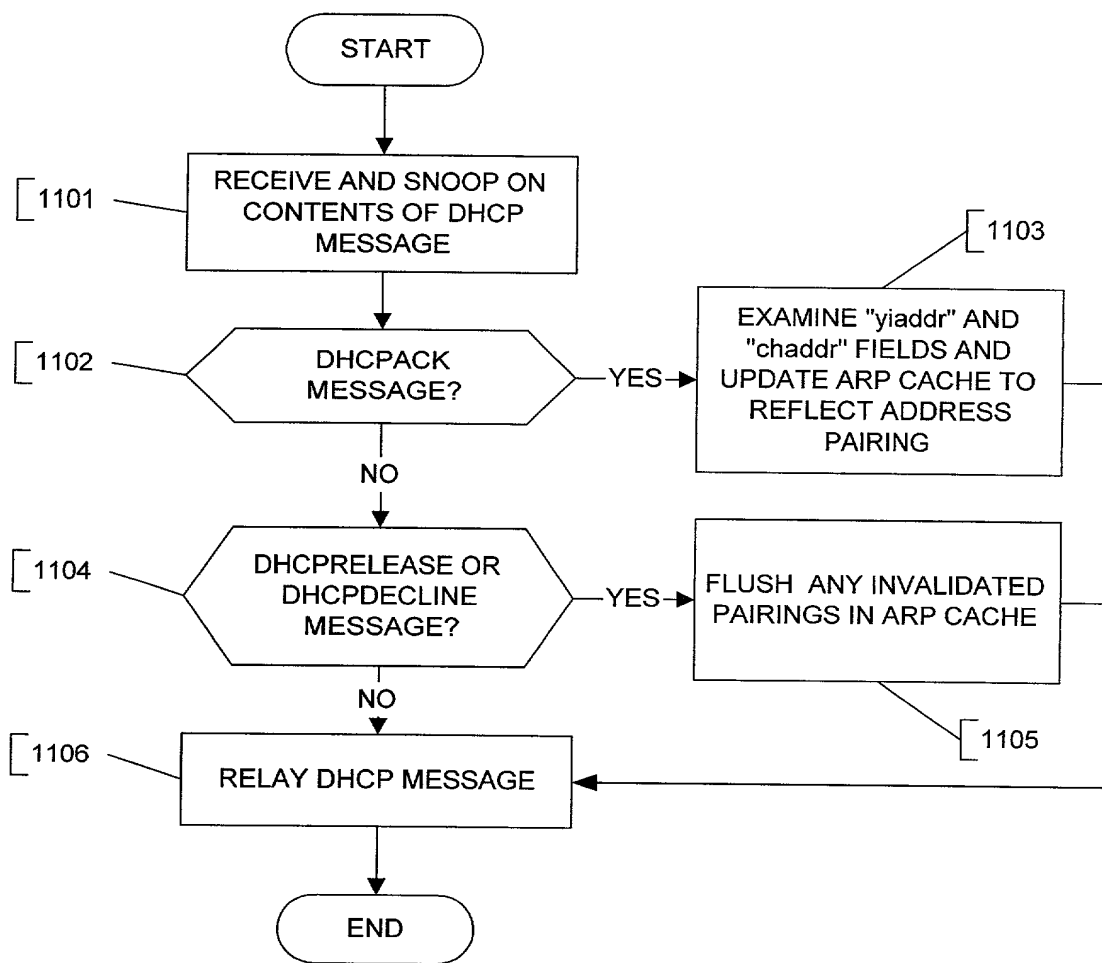 START
1101
RECEIVE AND SNOOP ON
CONTENTS OF DHCP
MESSAGE
1102
DHCPACK
MESSAGE?
YES
1103
EXAMINE "yiaddr" AND
"chaddr" FIELDS AND
UPDATE ARP CACHE TO
REFLECT ADDRESS
PAIRING
NO
1104
DHCPRELEASE OR
DHCPDECLINE
MESSAGE?
YES
FLUSH ANY INVALIDATED
PAIRINGS IN ARP CACHE
1105
NO
1106
RELAY DHCP MESSAGE
END